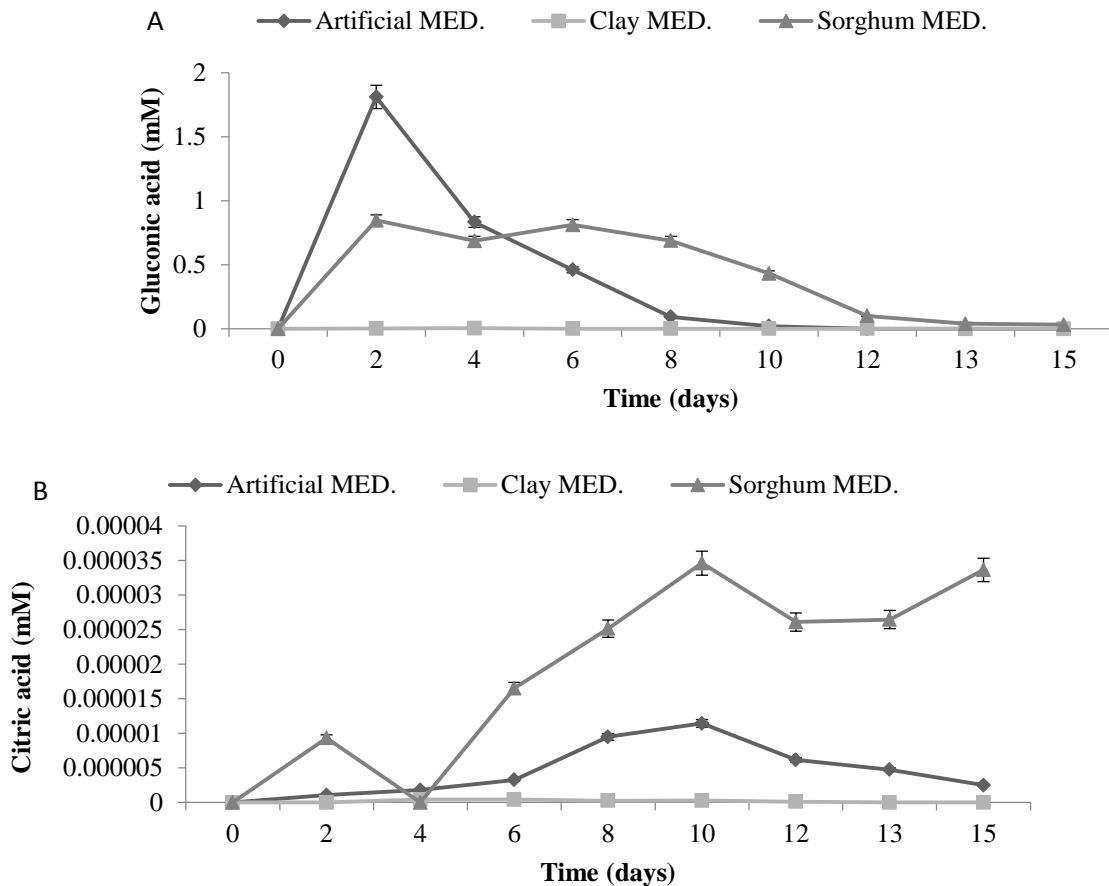 A
Artificial MED. Clay MED. Sorghum MED.
Gluconic acid (mM)
2
1.5
1
0.5
0
0 2 4 6 8 10 12 13 15
Time (days)
B
Artificial MED. Clay MED. Sorghum MED.
Citric acid (mM)
0.00004
0.000035
0.00003
0.000025
0.00002
0.000015
0.00001
0.000005
0
0 2 4 6 8 10 12 13 15
Time (days)